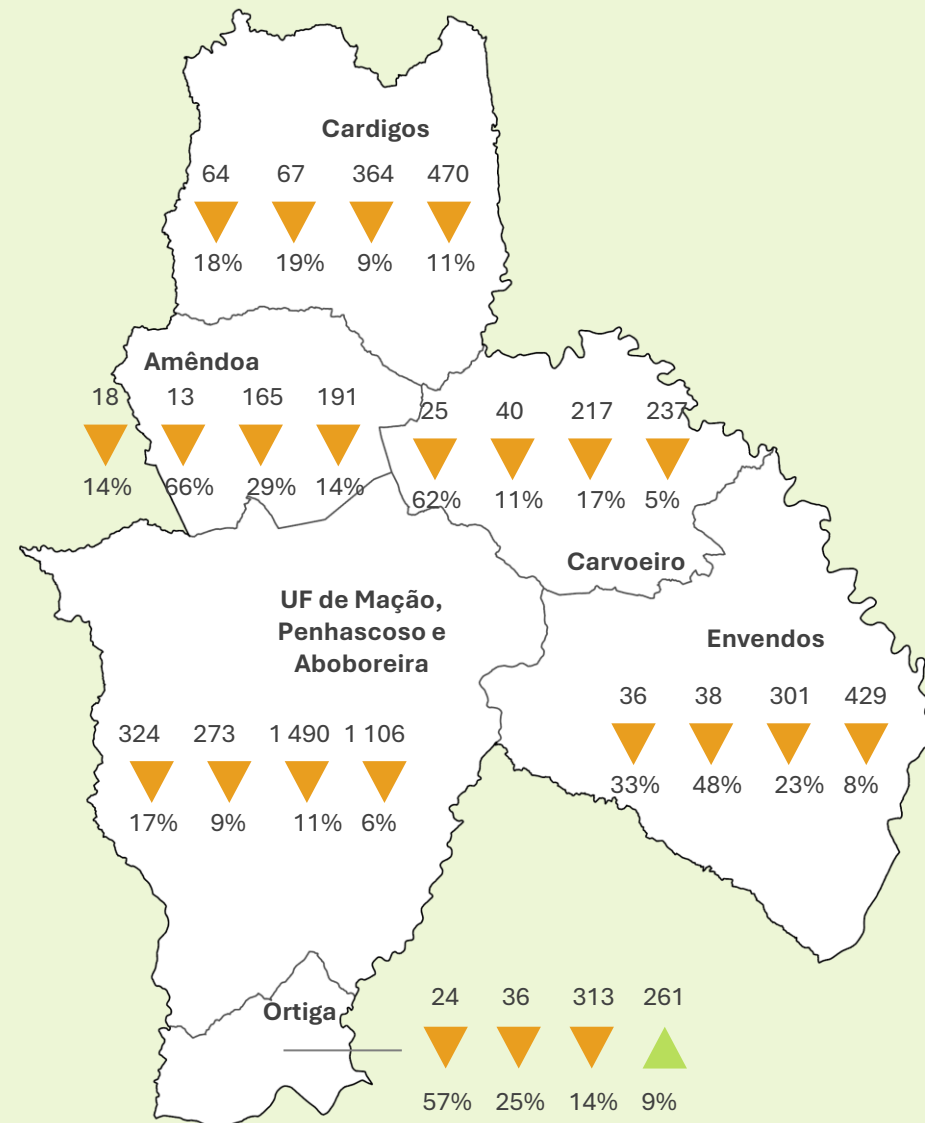 Cardigos
64 67 364 470
18% 19% 9% 11%
Amêndoa
18 13 165 191
14% 66% 29% 14%
25 40 217 237
62% 11% 17% 5%
Carvoeiro
UF de Mação,
Penhascoso e
Aboboreira
324 273 1 490 1 106
17% 9% 11% 6%
Envendos
36 38 301 429
33% 48% 23% 8%
Ortiga
24 36 313 261
57% 25% 14% 9%